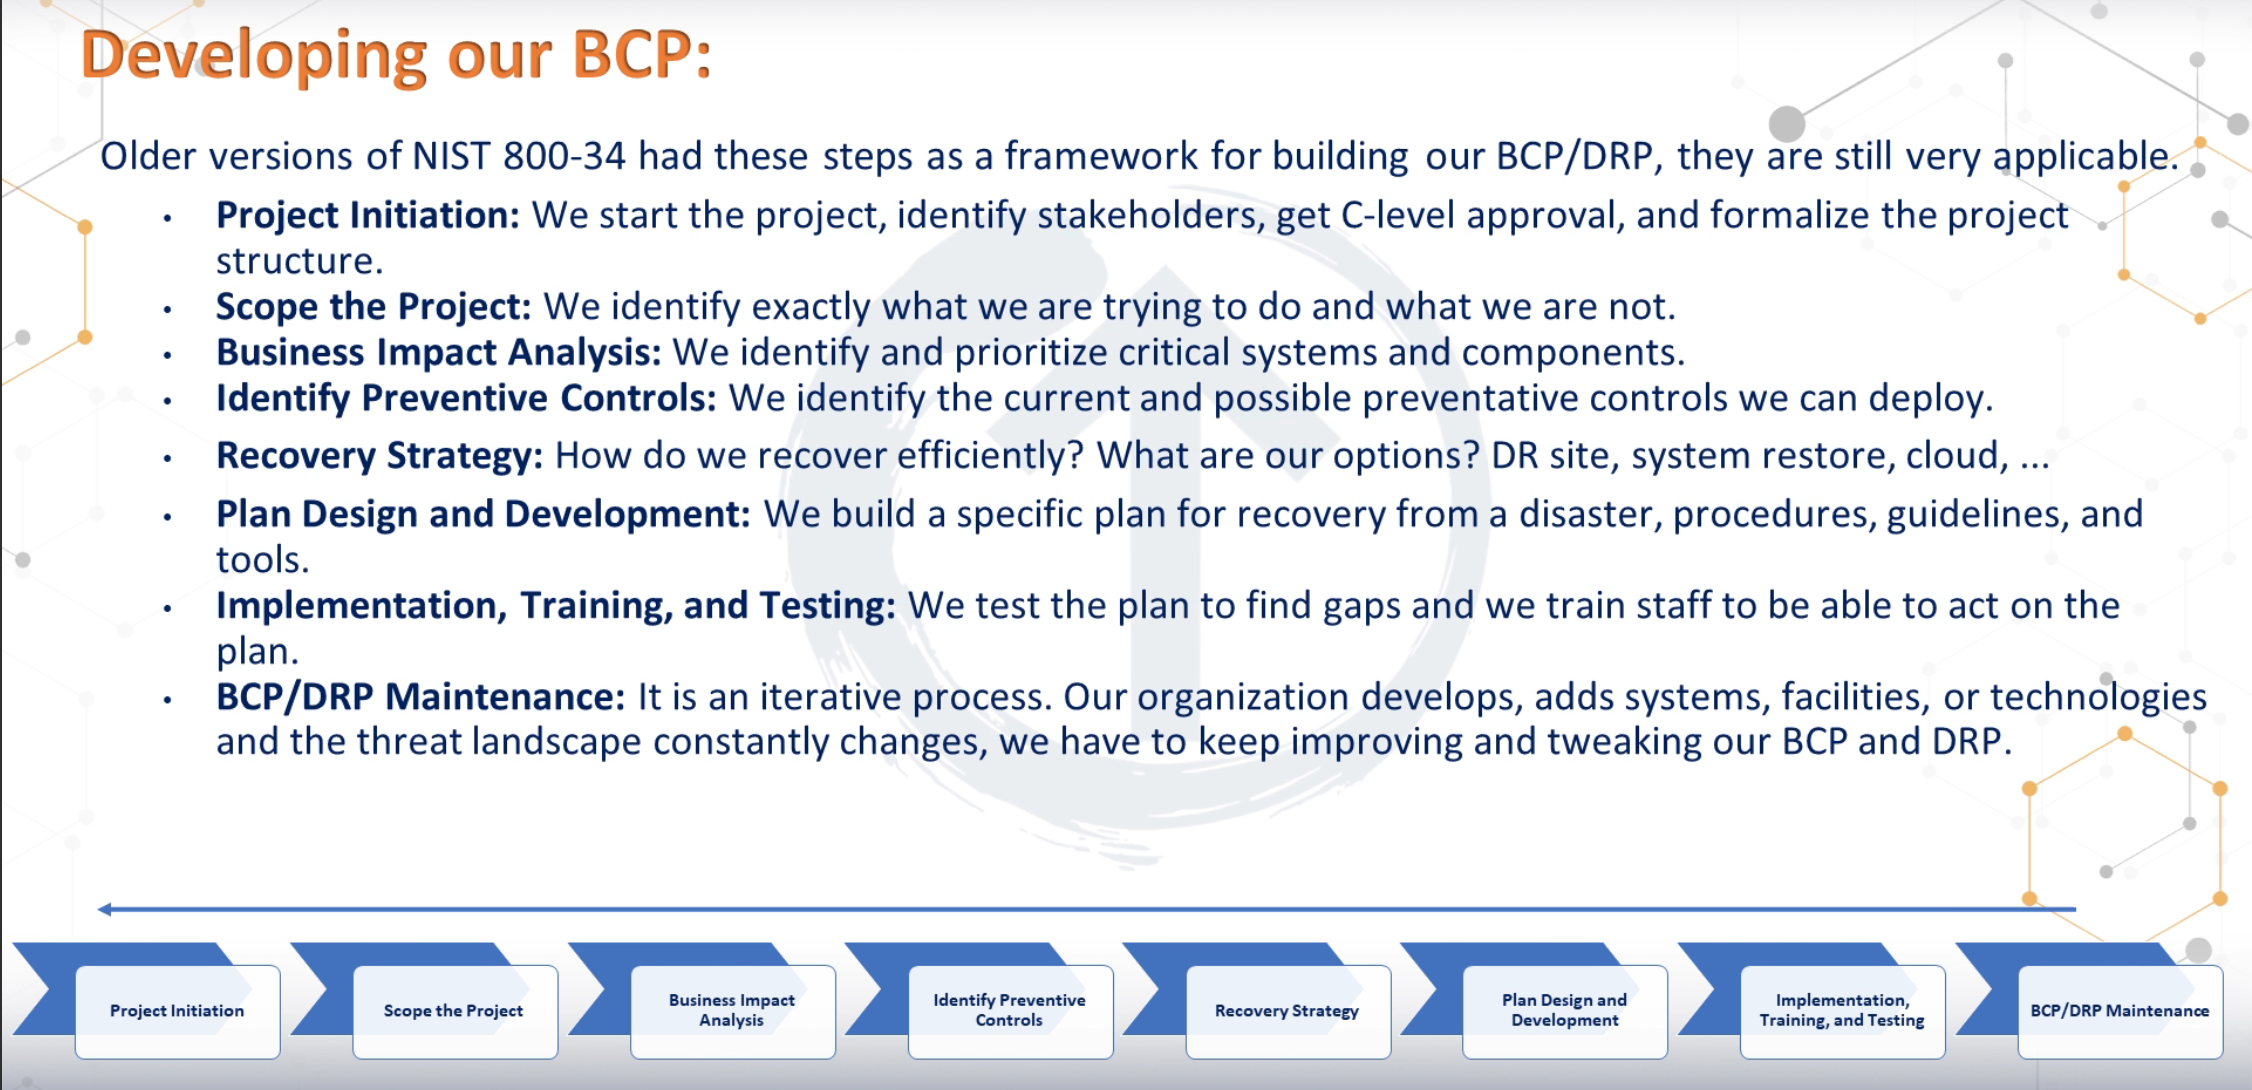 Developing our BCP:
Older versions of NIST 800-34 had these steps as a framework for building our BCP/DRP, they are still very applicable.
• Project Initiation: We start the project, identify stakeholders, get C-level approval, and formalize the project
structure.
• Scope the Project: We identify exactly what we are trying to do and what we are not.
• Business Impact Analysis: We identify and prioritize critical systems and components.
• Identify Preventive Controls: We identify the current and possible preventative controls we can deploy.
• Recovery Strategy: How do we recover efficiently? What are our options? DR site, system restore, cloud, ...
• Plan Design and Development: We build a specific plan for recovery from a disaster, procedures, guidelines, and
tools.
• Implementation, Training, and Testing: We test the plan to find gaps and we train staff to be able to act on the
plan.
• BCP/DRP Maintenance: It is an iterative process. Our organization develops, adds systems, facilities, or technologies
and the threat landscape constantly changes, we have to keep improving and tweaking our BCP and DRP.
Project Initiation
Scope the Project
Business Impact
Analysis
Identify Preventive
Controls
Recovery Strategy
Plan Design and
Development
Implementation,
Training, and Testing
BCP/DRP Maintenance